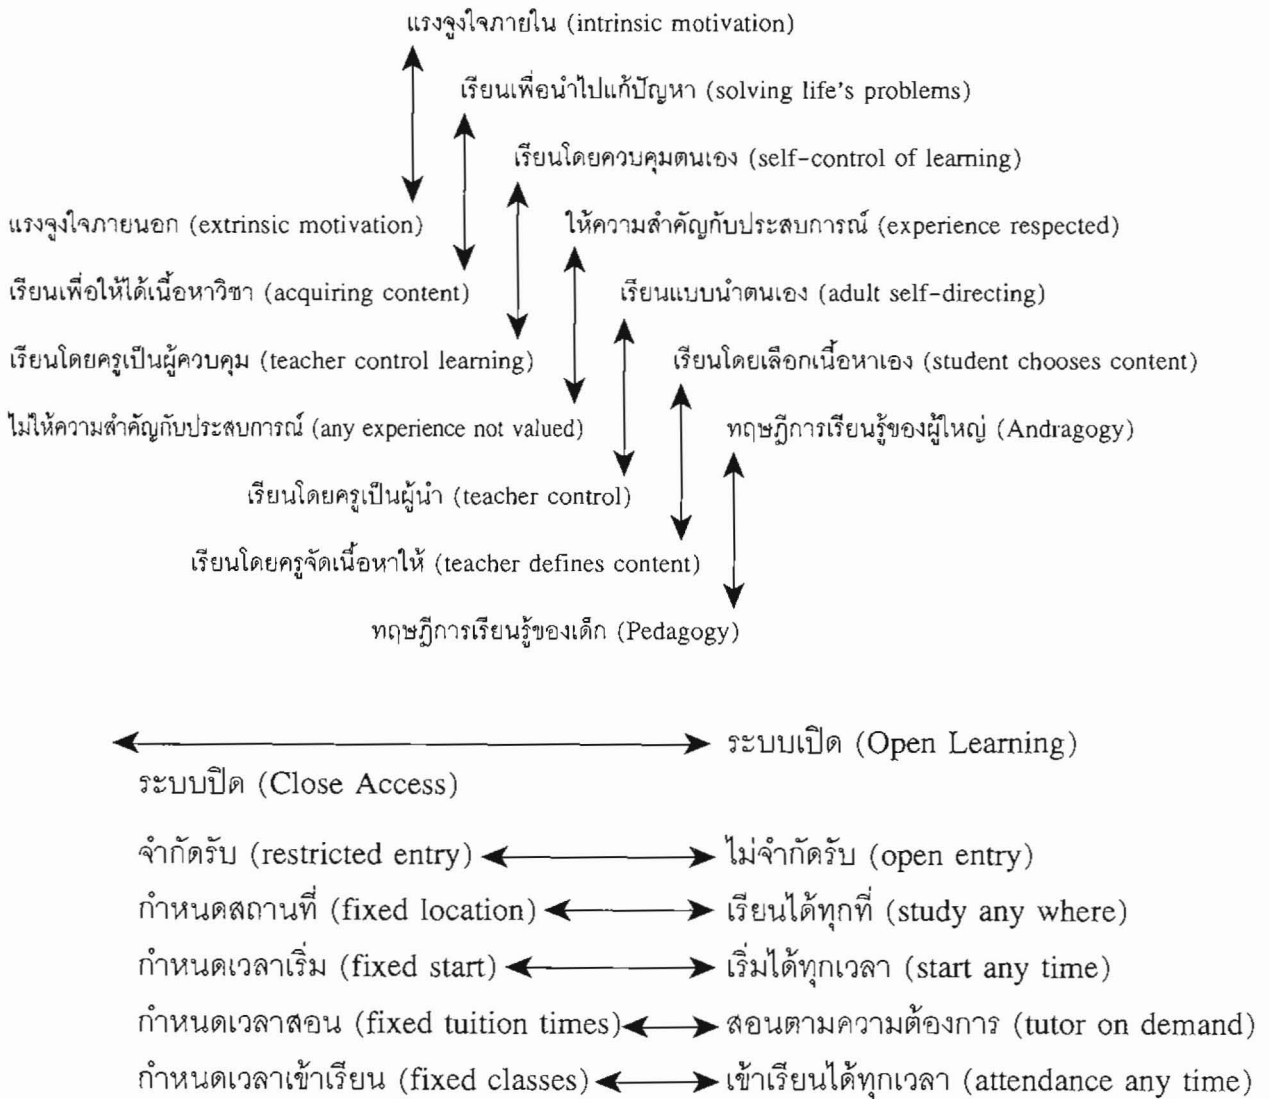 แรงจูงใจภายใน (intrinsic motivation)
เรียนเพื่อนำไปแก้ปัญหา (solving life's problems)
เรียนโดยควบคุมตนเอง (self-control of learning)
แรงจูงใจภายนอก (extrinsic motivation) ให้ความสำคัญกับประสบการณ์ (experience respected)
เรียนเพื่อให้ได้เนื้อหาวิชา (acquiring content) เรียนแบบนำตนเอง (adult self-directing)
เรียนโดยครูเป็นผู้ควบคุม (teacher control learning) เรียนโดยเลือกเนื้อหาเอง (student chooses content)
ไม่ให้ความสำคัญกับประสบการณ์ (any experience not valued) ทฤษฎีการเรียนรู้ของผู้ใหญ่ (Andragogy)
เรียนโดยครูเป็นผู้นำ (teacher control)
เรียนโดยครูจัดเนื้อหาให้ (teacher defines content)
ทฤษฎีการเรียนรู้ของเด็ก (Pedagogy)
ระบบเปิด (Open Learning)
ระบบปิด (Close Access)
จำกัดรับ (restricted entry) ไม่จำกัดรับ (open entry)
กำหนดสถานที่ (fixed location) เรียนได้ทุกที่ (study any where)
กำหนดเวลาเริ่ม (fixed start) เริ่มได้ทุกเวลา (start any time)
กำหนดเวลาสอน (fixed tuition times) สอนตามความต้องการ (tutor on demand)
กำหนดเวลาเข้าเรียน (fixed classes) เข้าเรียนได้ทุกเวลา (attendance any time)